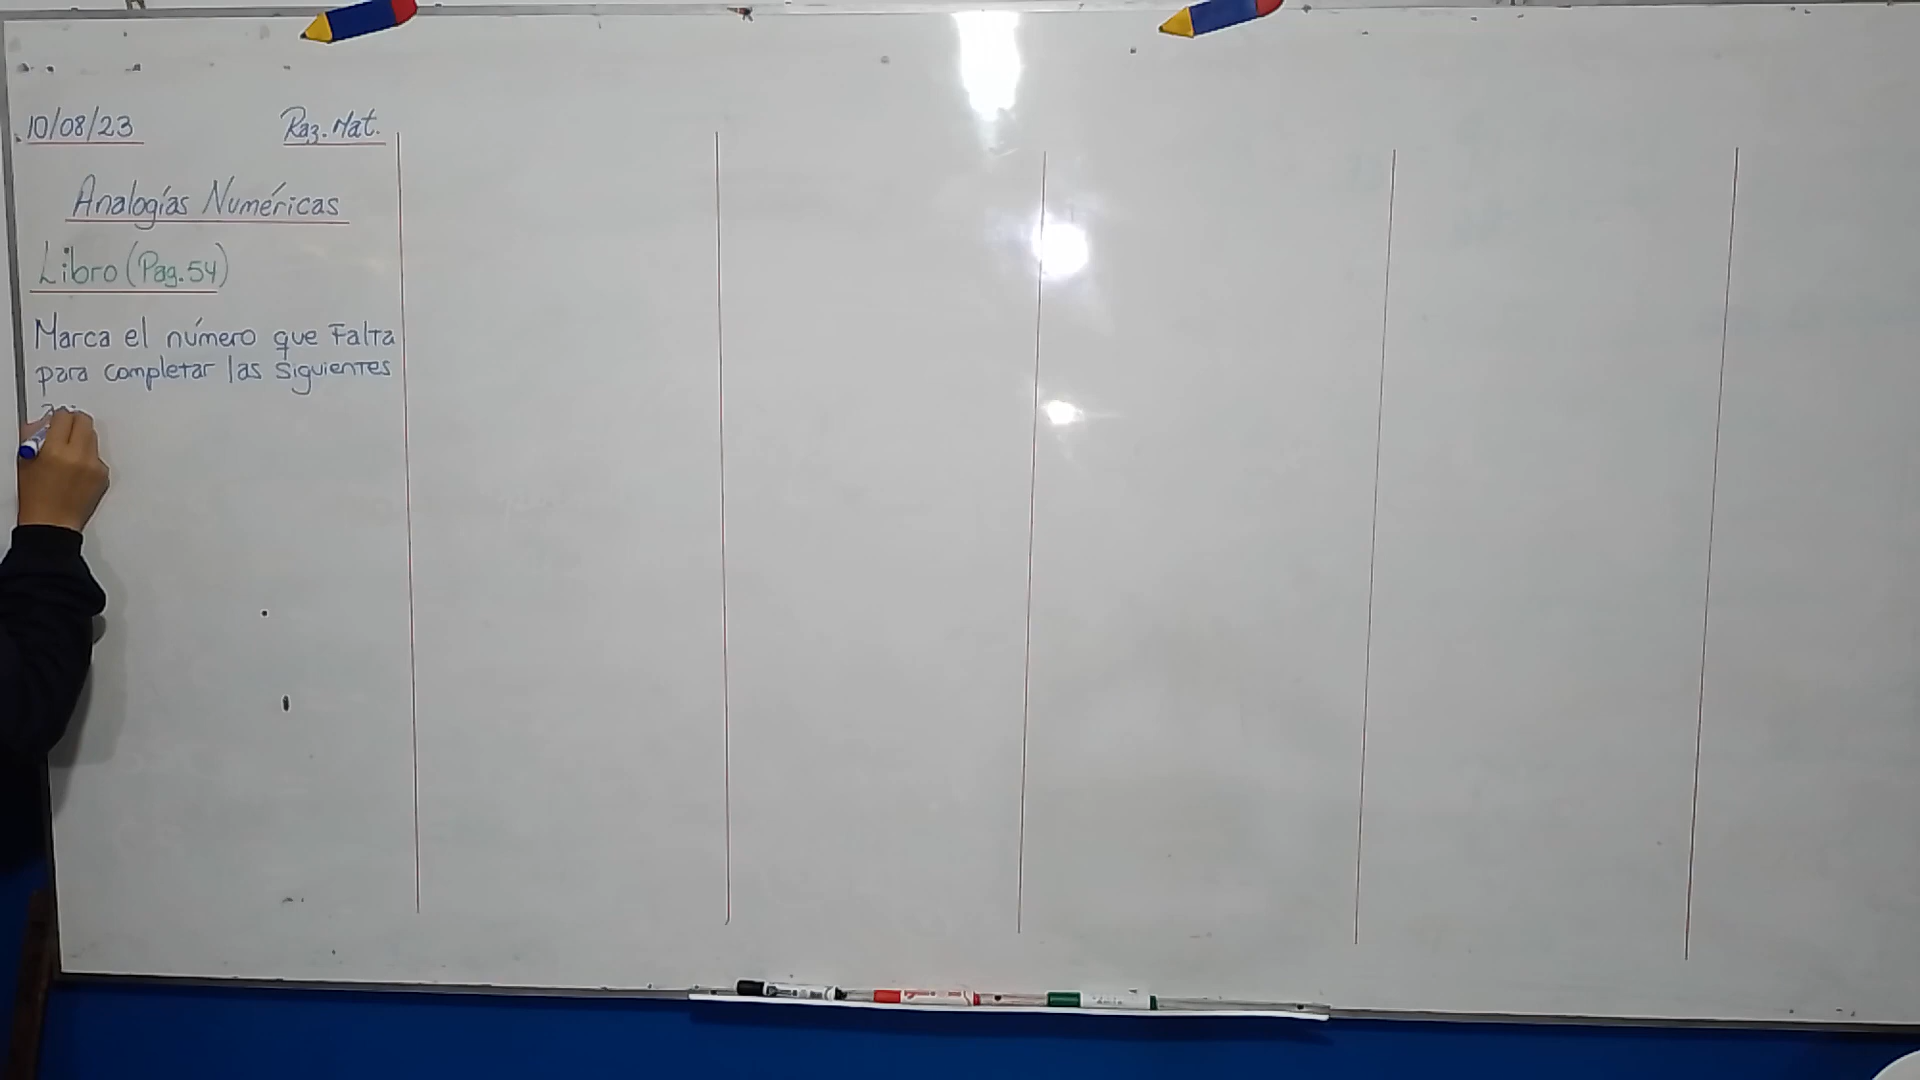 10/08/23 Raz. Mat.
Analogías Numéricas
Libro (Pag. 54)
Marca el número que Falta
para completar las siguientes